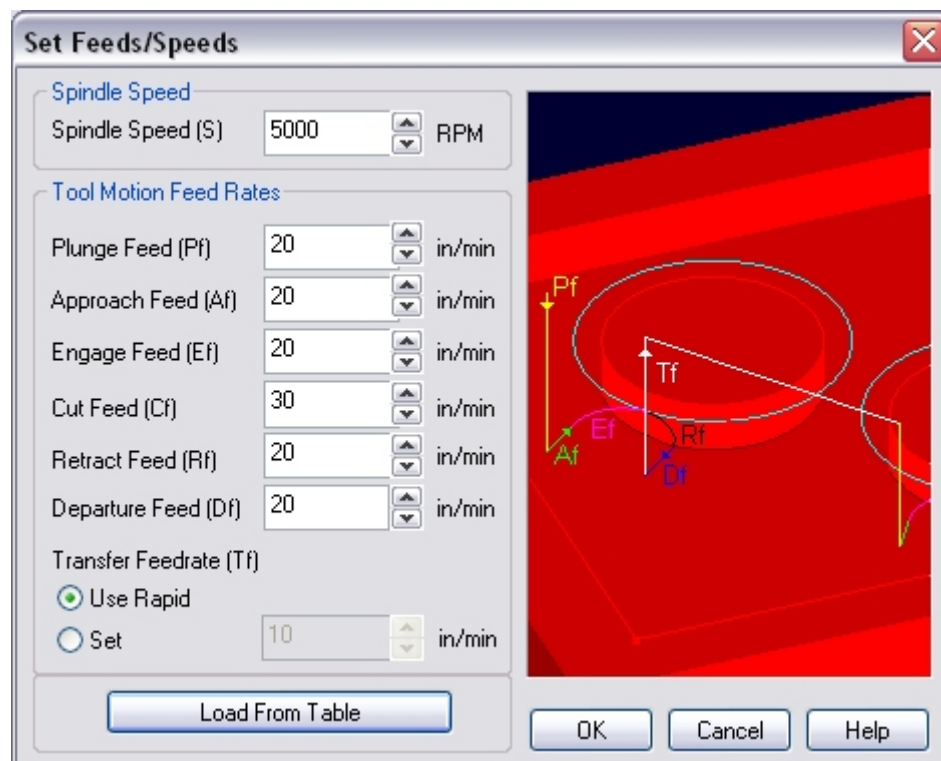 Set Feeds/Speeds
Spindle Speed
Spindle Speed (S) 5000 RPM
Tool Motion Feed Rates
Plunge Feed (Pf) 20 in/min
Approach Feed (Af) 20 in/min
Engage Feed (Ef) 20 in/min
Cut Feed (Cf) 30 in/min
Retract Feed (Rf) 20 in/min
Departure Feed (Df) 20 in/min
Transfer Feedrate (Tf)
Use Rapid
Set 10 in/min
Load From Table
Pf
Tf
Ef
Rf
Af
Df
OK Cancel Help